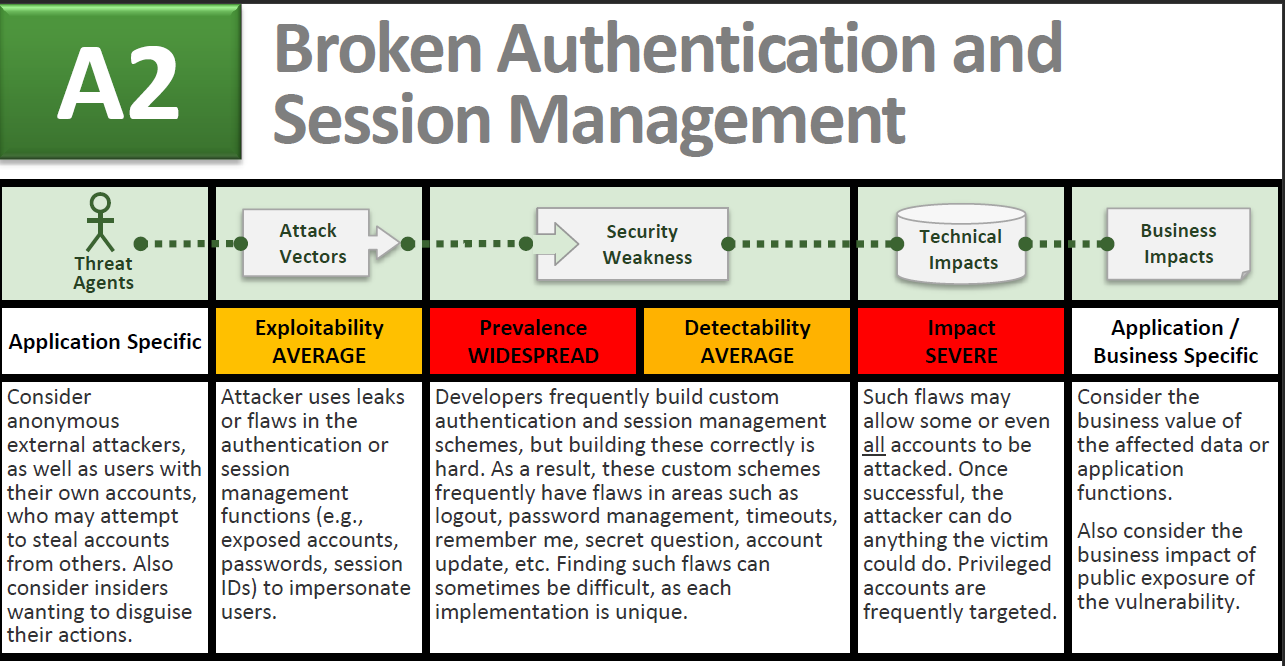 A2
Broken Authentication and
Session Management
Threat
Agents
Attack
Vectors
Security
Weakness
Technical
Impacts
Business
Impacts
Application Specific
Exploitability
AVERAGE
Prevalence
WIDESPREAD
Detectability
AVERAGE
Impact
SEVERE
Application /
Business Specific
Consider
anonymous
external attackers,
as well as users with
their own accounts,
who may attempt
to steal accounts
from others. Also
consider insiders
wanting to disguise
their actions.
Attacker uses leaks
or flaws in the
authentication or
session
management
functions (e.g.,
exposed accounts,
passwords, session
IDs) to impersonate
users.
Developers frequently build custom
authentication and session management
schemes, but building these correctly is
hard. As a result, these custom schemes
frequently have flaws in areas such as
logout, password management, timeouts,
remember me, secret question, account
update, etc. Finding such flaws can
sometimes be difficult, as each
implementation is unique.
Such flaws may
allow some or even
all accounts to be
attacked. Once
successful, the
attacker can do
anything the victim
could do. Privileged
accounts are
frequently targeted.
Consider the
business value of
the affected data or
application
functions.
Also consider the
business impact of
public exposure of
the vulnerability.